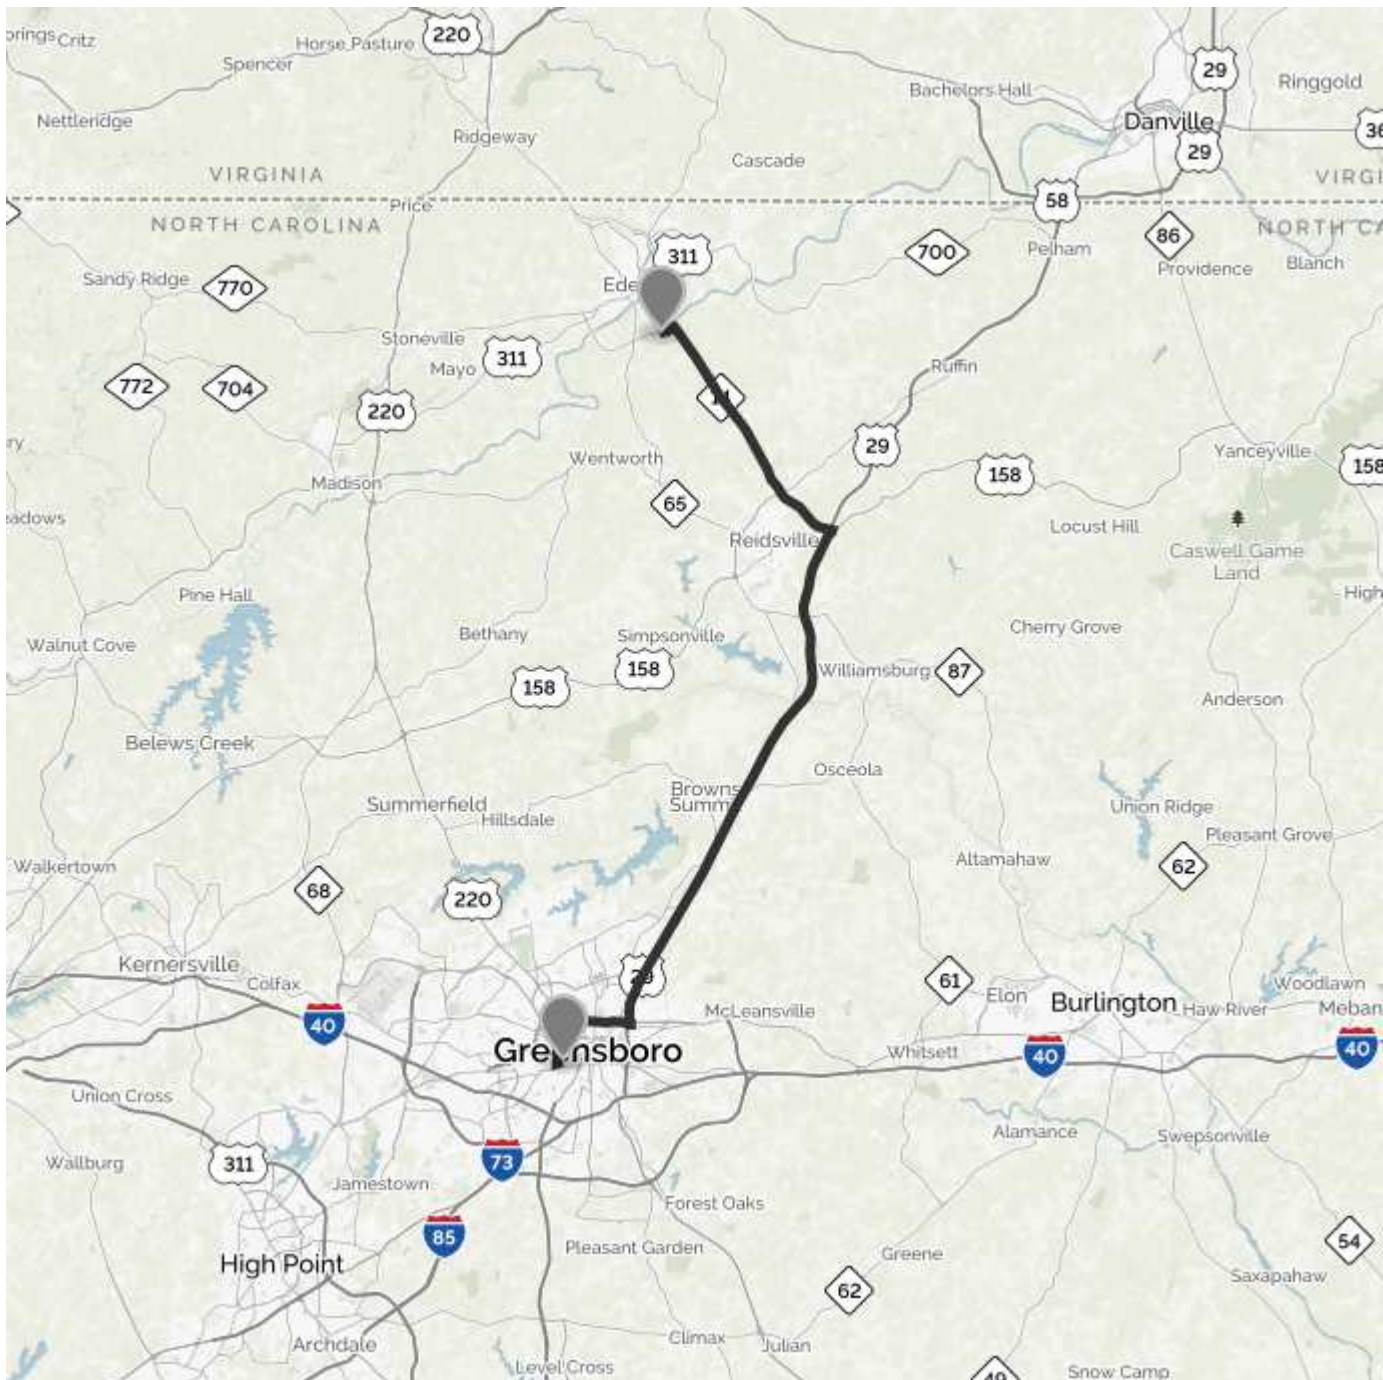 220
Critz
Horse Pasture
Spencer
29
Ringgold
Bachelors Hall
Nettleridge
Danville
Ridgeway
29
Cascade
VIRGINIA
58
Price
NORTH CAROLINA
86
311
700
Pelham
Providence
Blanch
Sandy Ridge
770
Stoneville
311
Mayo
Ruffin
772
704
220
29
Yanceyville
Wentworth
158
158
Madison
65
Locust Hill
Reidsville
Caswell Game
Land
Pine Hall
Cherry Grove
Bethany
Simpsonville
Walnut Cove
158
Williamsburg
87
158
Anderson
Belews Creek
Osceola
Browns
Summerfield
Hillsdale
Union Ridge
Pleasant Grove
Altamahaw
Walkertown
62
68
220
Kernersville
29
61
Colfax
Woodlawn
Elon
Burlington
Haw River
McLeansville
40
Greensboro
Whitsett
40
40
Union Cross
Alamance
Swepsonville
Wallburg
311
73
Jamestown
Forest Oaks
85
Pleasant Garden
Greene
54
High Point
Saxapahaw
62
Archdale
Climax
Julian
Level Cross
Snow Camp
49